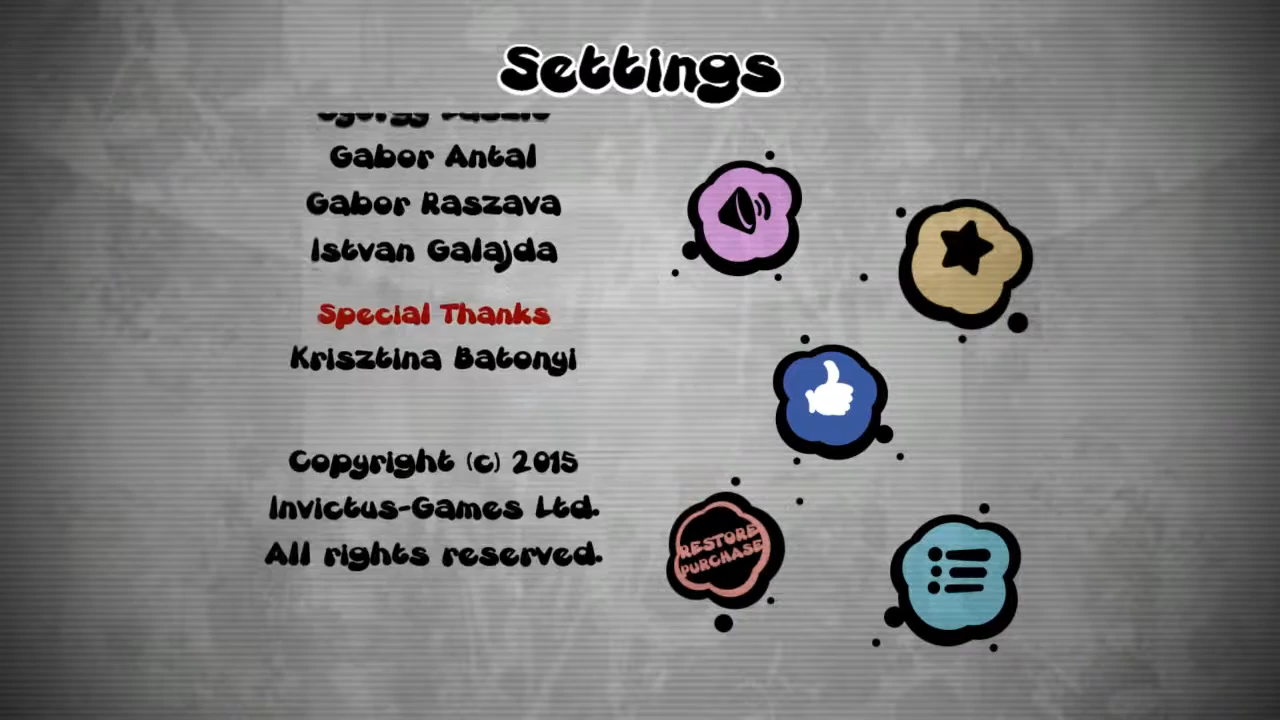 Settings
Gabor Antal
Gabor Raszava
Istvan Galajda
Special Thanks
Krisztina Batonyi
Copyright (c) 2015
Invictus-Games Ltd.
All rights reserved.
RESTORE
PURCHASE